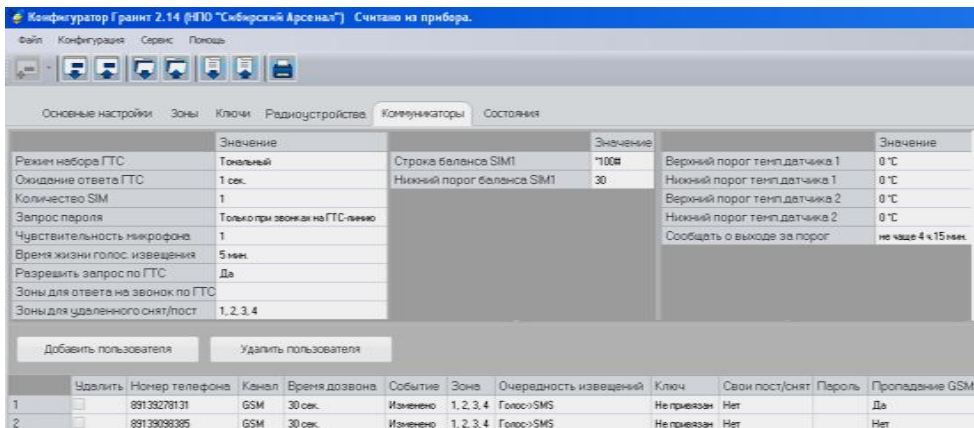 Конфигуратор Гранит 2.14 (НПО "Сибирский Арсенал") Считано из прибора.
Файл Конфигурация Сервис Помощь
Основные настройки Зоны Ключи Радиоустройства Коммуникаторы Состояния
Значение Значение Значение
Режим набора ГТС Тональный Строка баланса SIM1 *100# Верхний порог темп.датчика 1 0 °C
Ожидание ответа ГТС 1 сек. Нижний порог баланса SIM1 30 Нижний порог темп.датчика 1 0 °C
Количество SIM 1 Верхний порог темп.датчика 2 0 °C
Запрос пароля Только при звонках на ГТС-линию Нижний порог темп.датчика 2 0 °C
Чувствительность микрофона 1 Сообщать о выходе за порог не чаще 4 ч.15 мин.
Время жизни голос. извещения 5 мин.
Разрешить запрос по ГТС Да
Зоны для ответа на звонок по ГТС
Зоны для удаленного снят/пост 1, 2, 3, 4
Добавить пользователя Удалить пользователя
Удалить Номер телефона Канал Время дозвона Событие Зона Очередность извещений Ключ Свои пост/снят Пароль Пропадание GSM
1 89139278131 GSM 30 сек. Изменено 1, 2, 3, 4 Голос->SMS Не привязан Нет Да
2 89139098385 GSM 30 сек. Изменено 1, 2, 3, 4 Голос->SMS Не привязан Нет Нет